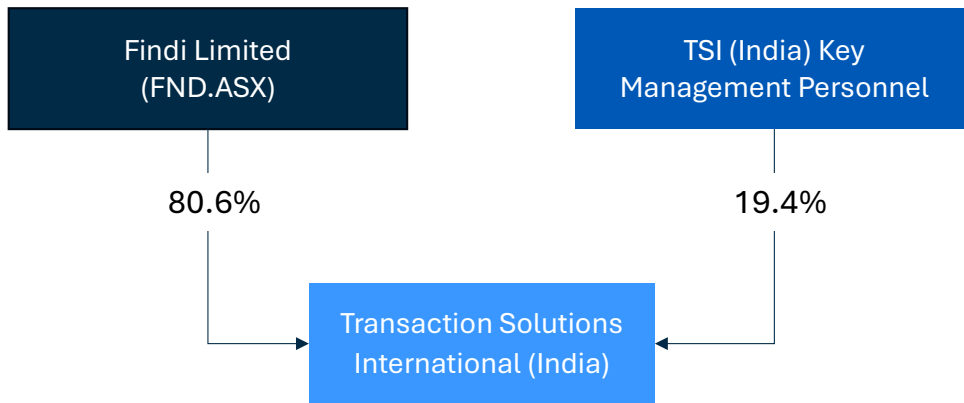 Findi Limited
(FND.ASX)
TSI (India) Key
Management Personnel
80.6%
19.4%
Transaction Solutions
International (India)